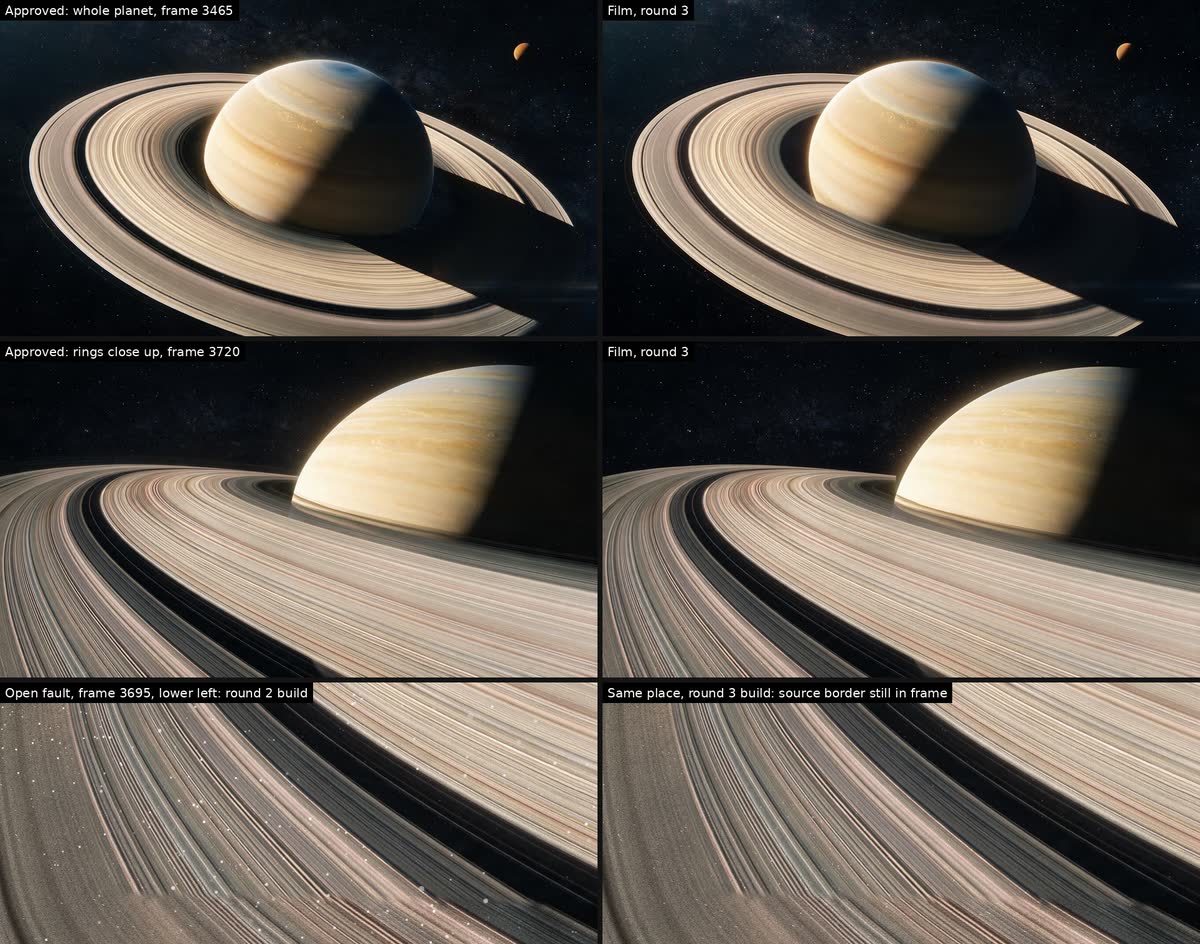 Approved: whole planet, frame 3465
Film, round 3
Approved: rings close up, frame 3720
Film, round 3
Open fault, frame 3695, lower left: round 2 build
Same place, round 3 build: source border still in frame